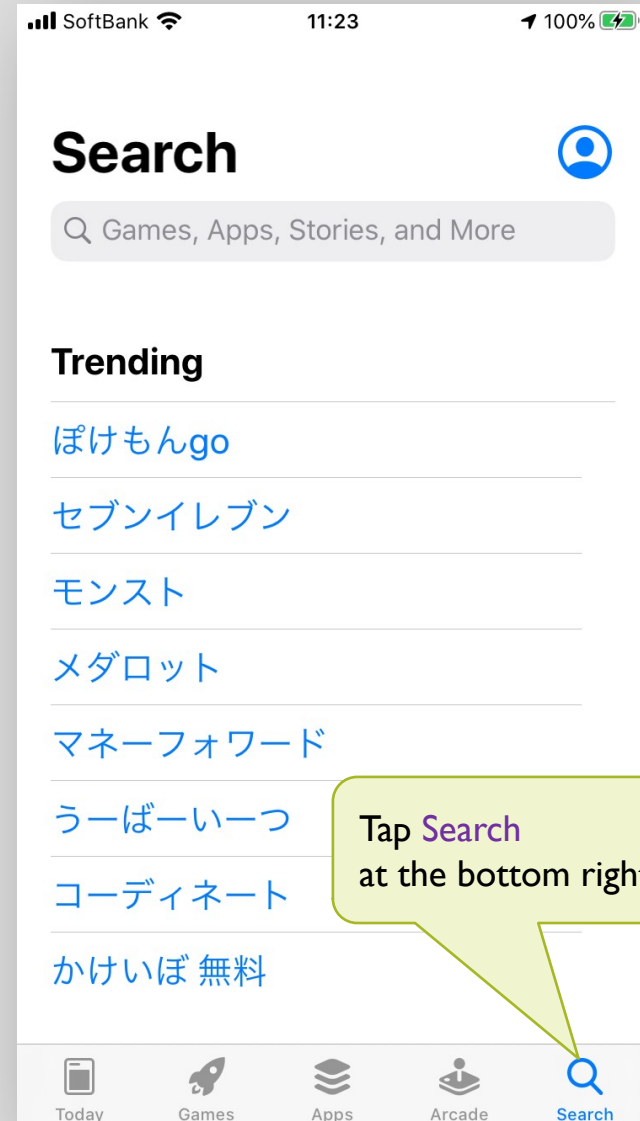 SoftBank 11:23 100%
Search
Games, Apps, Stories, and More
Trending
ぽけもんgo
セブンイレブン
モンスト
メダロット
マネーフォワード
うーばーいーつ
コーディネート
かけいぼ 無料
Tap Search
at the bottom right
Today Games Apps Arcade Search